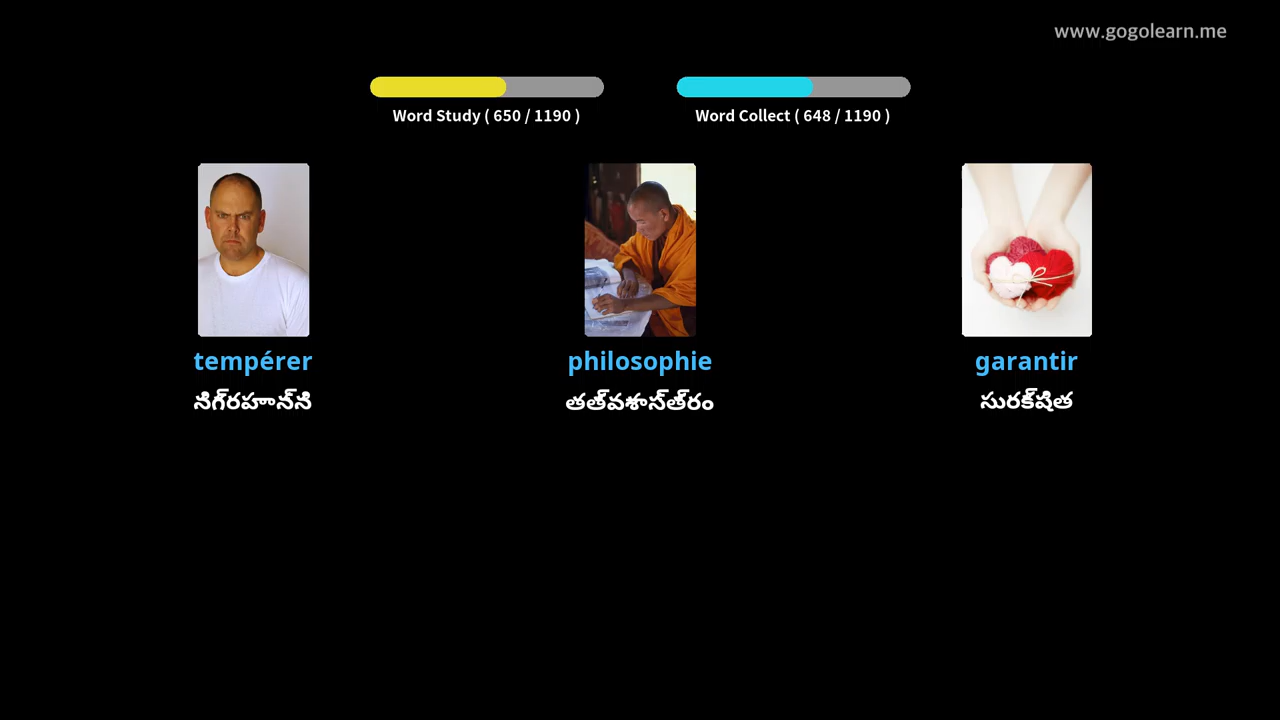 www.gogolearn.me
Word Study ( 650 / 1190 )
Word Collect ( 648 / 1190 )
tempérer
philosophie
garantir
నిగ్‌రహాన్‌ని
తత్‌వశాస్‌త్‌రం
సురక్‌షిత